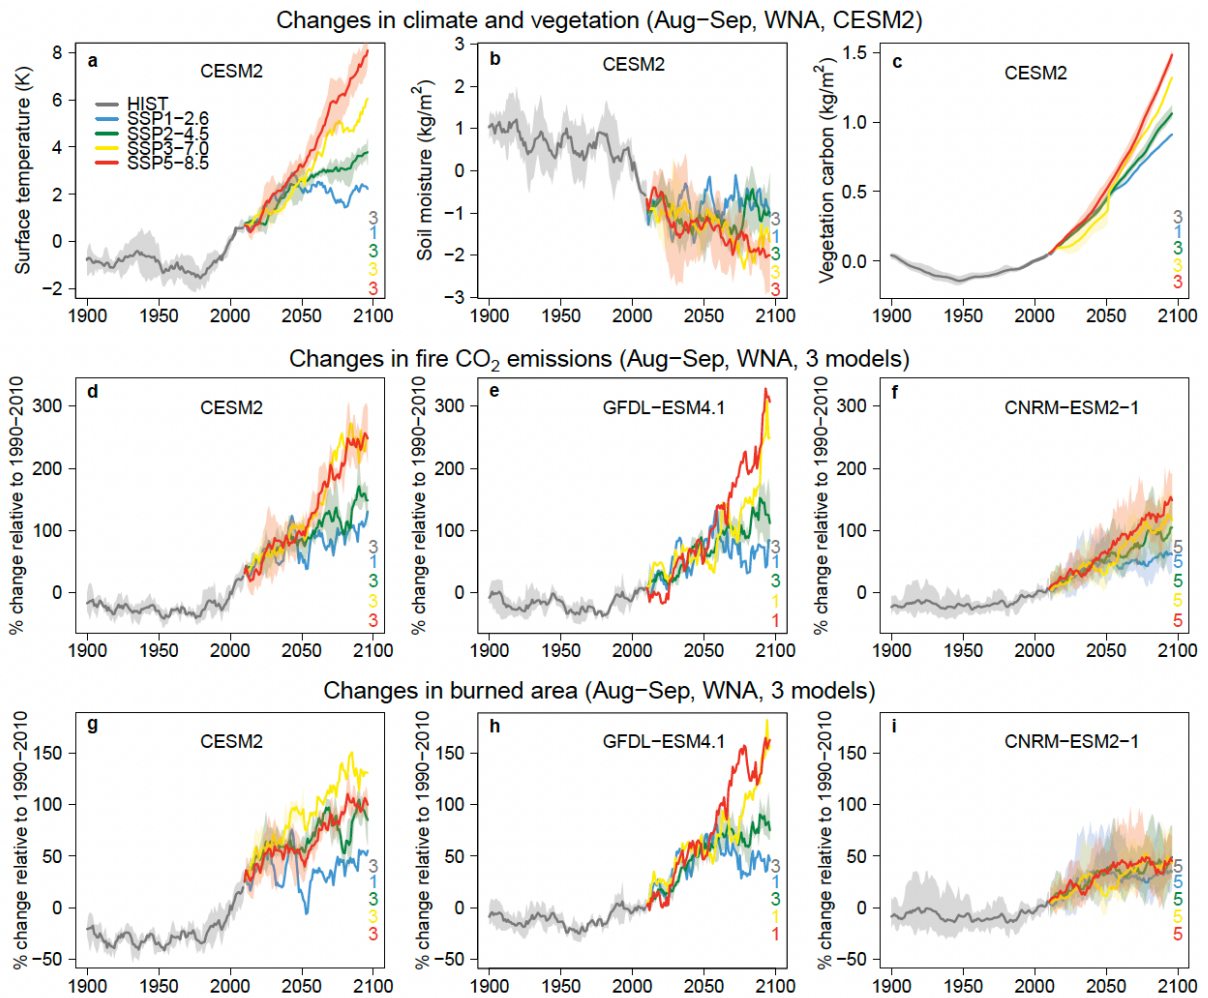 Changes in climate and vegetation (Aug−Sep, WNA, CESM2)
a
CESM2
HIST
SSP1−2.6
SSP2−4.5
SSP3−7.0
SSP5−8.5
Surface temperature (K)
8
6
4
2
0
−2
3
1
3
3
3
1900 1950 2000 2050 2100
b
CESM2
Soil moisture (kg/m²)
3
2
1
0
−1
−2
−3
3
1
3
3
3
1900 1950 2000 2050 2100
c
CESM2
Vegetation carbon (kg/m²)
1.5
1.0
0.5
0.0
3
1
3
3
3
1900 1950 2000 2050 2100
Changes in fire CO₂ emissions (Aug−Sep, WNA, 3 models)
d
CESM2
% change relative to 1990−2010
300
200
100
0
3
1
3
3
3
1900 1950 2000 2050 2100
e
GFDL−ESM4.1
% change relative to 1990−2010
300
200
100
0
3
1
3
1
1
1900 1950 2000 2050 2100
f
CNRM−ESM2−1
% change relative to 1990−2010
300
200
100
0
5
5
5
5
5
1900 1950 2000 2050 2100
Changes in burned area (Aug−Sep, WNA, 3 models)
g
CESM2
% change relative to 1990−2010
150
100
50
0
−50
3
1
3
3
3
1900 1950 2000 2050 2100
h
GFDL−ESM4.1
% change relative to 1990−2010
150
100
50
0
−50
3
1
3
1
1
1900 1950 2000 2050 2100
i
CNRM−ESM2−1
% change relative to 1990−2010
150
100
50
0
−50
5
5
5
5
5
1900 1950 2000 2050 2100